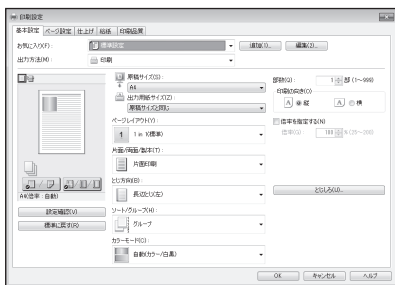 印刷設定
基本設定 ページ設定 仕上げ 給紙 印刷品質
お気に入り(F): 標準設定 追加(1)... 編集(2)...
出力方法(M): 印刷
原稿サイズ(S):
A4
出力用紙サイズ(Z):
原稿サイズと同じ
部数(Q): 1 部 (1～999)
印刷の向き(O)
A 縦 A 横
ページレイアウト(Y):
1 1 in 1(標準)
倍率を指定する(N)
倍率(G): 100 % (25～200)
片面/両面/製本(T):
片面印刷
とじ方向(B):
長辺とじ(左)
とじしろ(U)...
A4(倍率：自動)
設定確認(V)
標準に戻す(R)
ソート/グループ(H):
グループ
カラーモード(C):
自動(カラー/白黒)
OK キャンセル ヘルプ